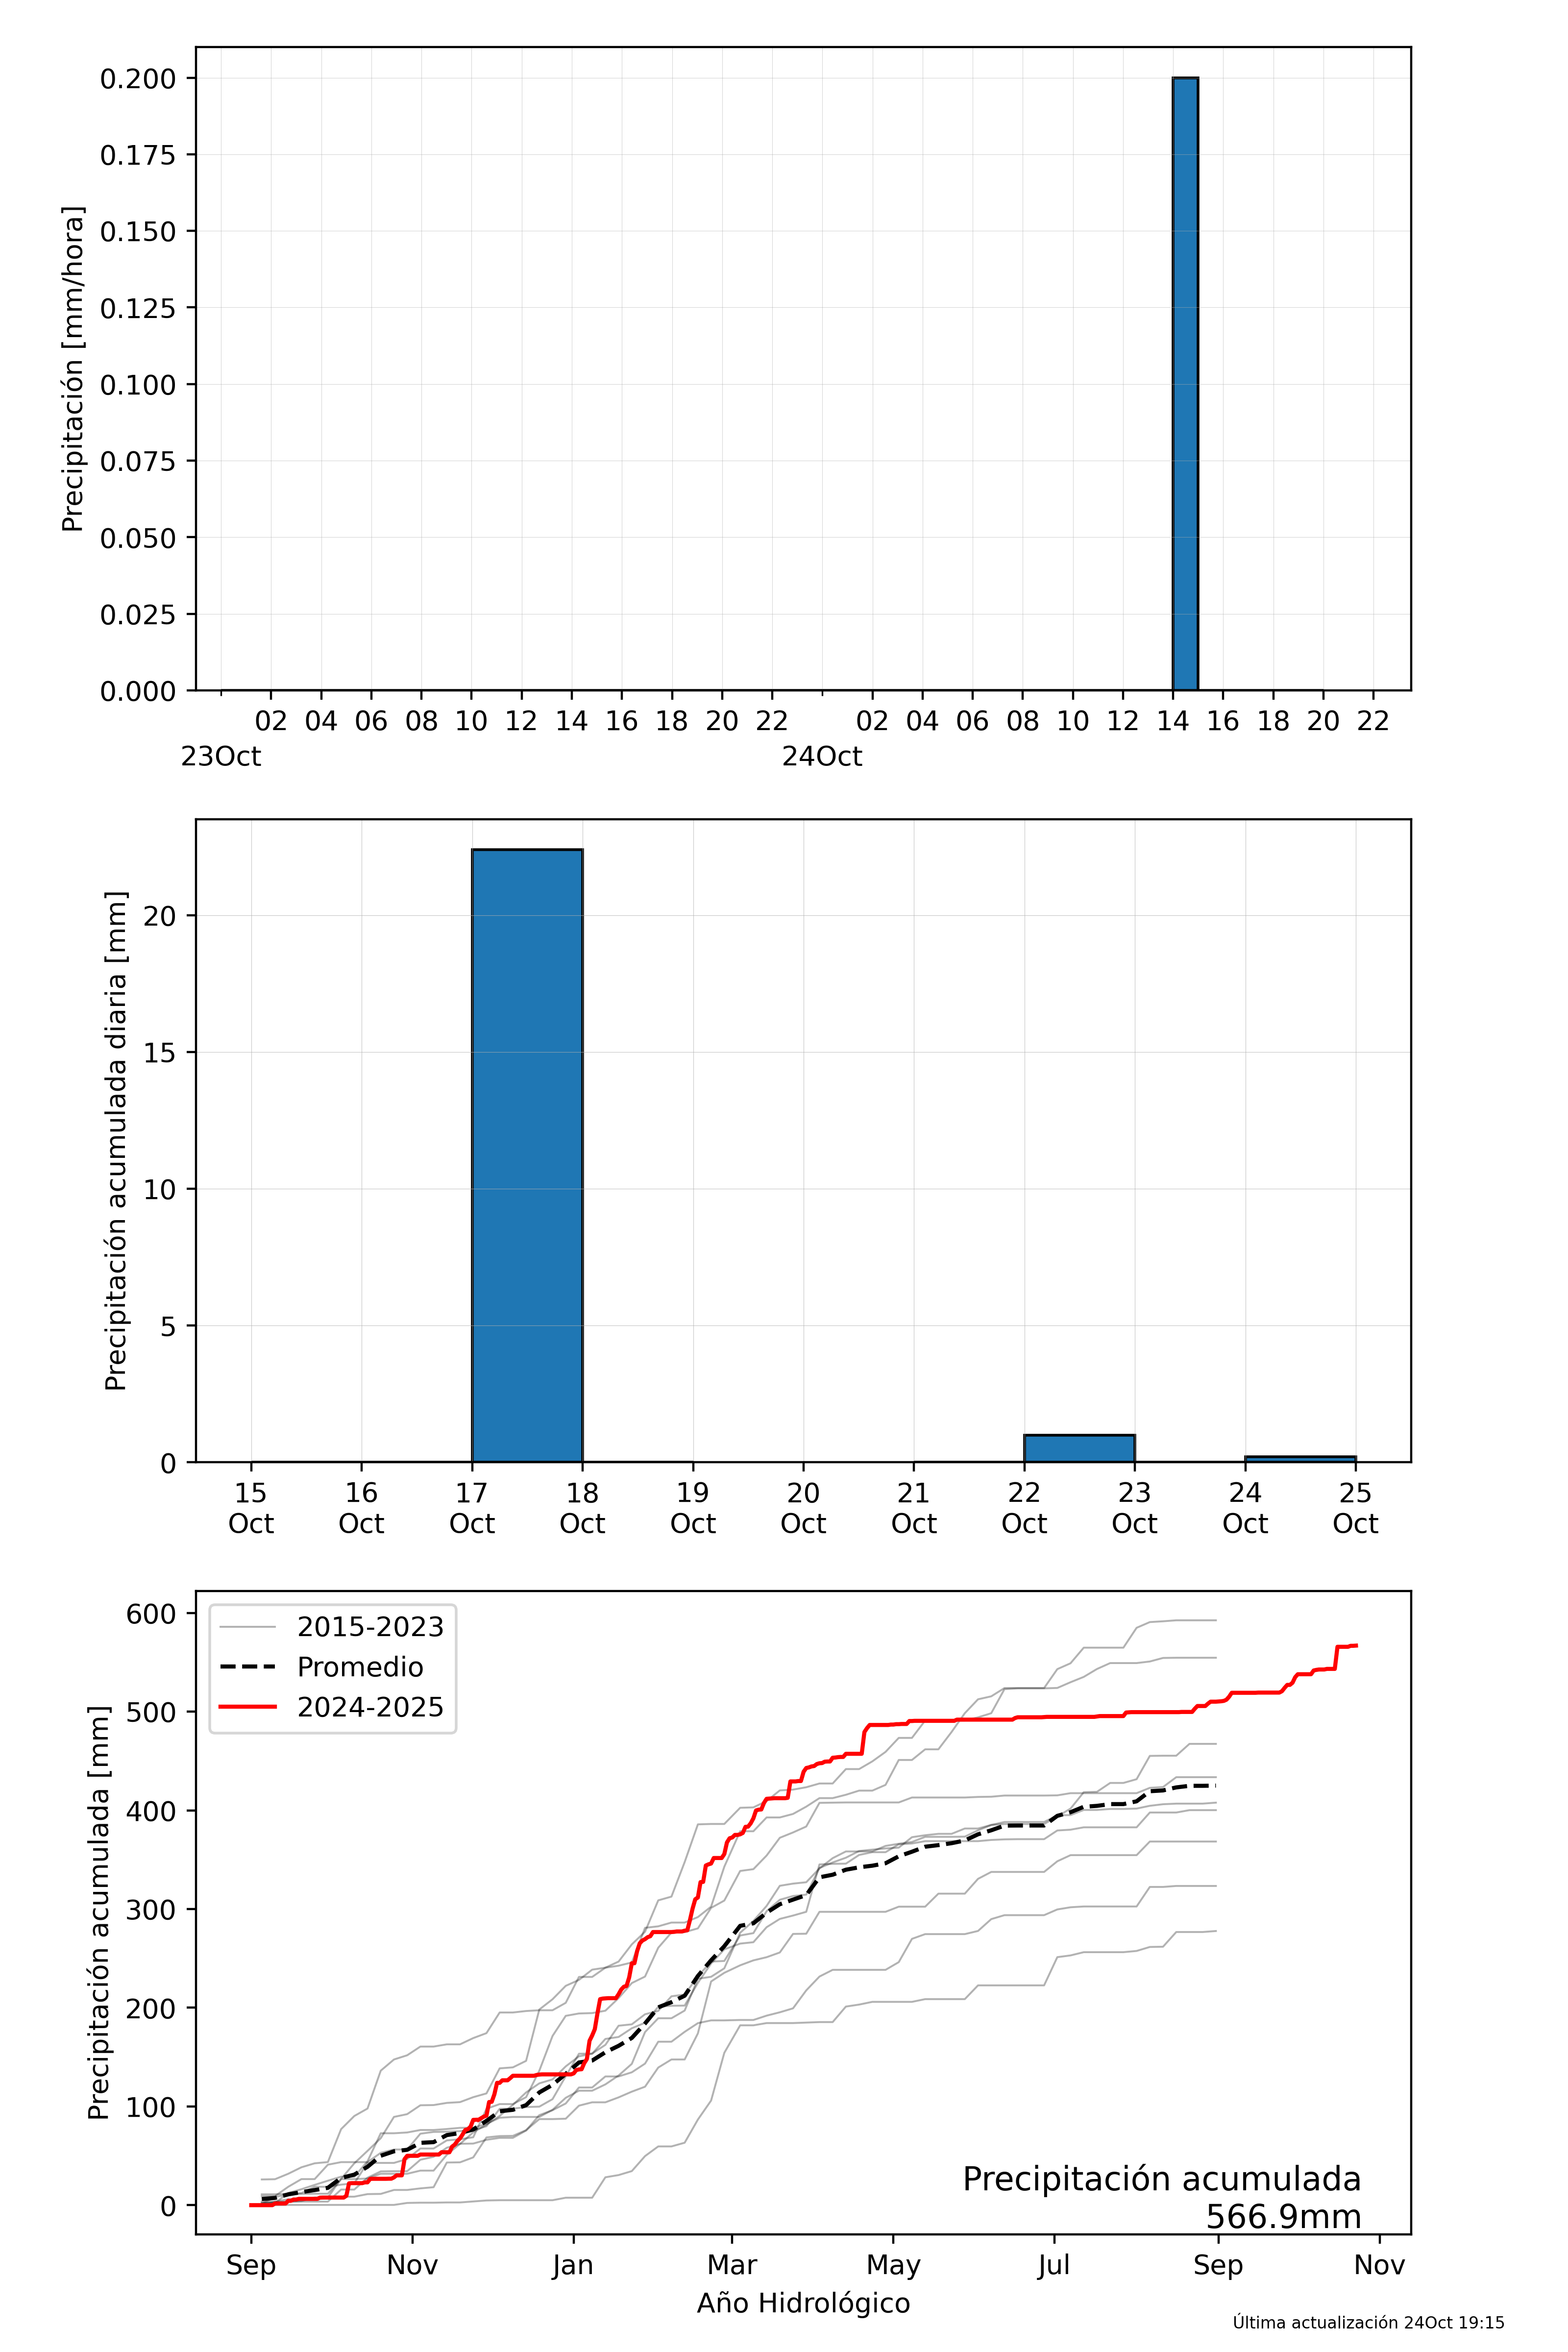 Precipitación [mm/hora]
0.200
0.175
0.150
0.125
0.100
0.075
0.050
0.025
0.000
02 04 06 08 10 12 14 16 18 20 22 02 04 06 08 10 12 14 16 18 20 22
23Oct 24Oct
Precipitación acumulada diaria [mm]
20
15
10
5
0
15 16 17 18 19 20 21 22 23 24 25
Oct Oct Oct Oct Oct Oct Oct Oct Oct Oct Oct
Precipitación acumulada [mm]
600
500
400
300
200
100
0
2015-2023
Promedio
2024-2025
Precipitación acumulada
566.9mm
Sep Nov Jan Mar May Jul Sep Nov
Año Hidrológico
Última actualización 24Oct 19:15